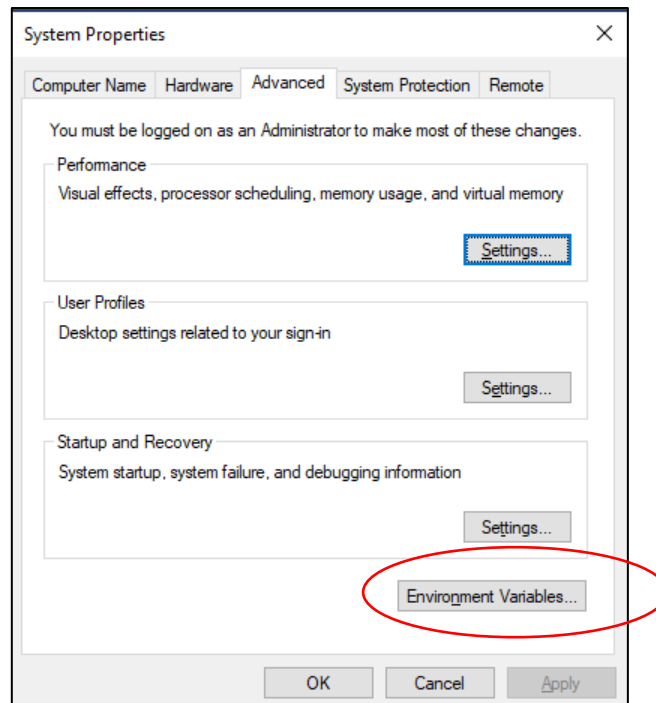 System Properties
Computer Name Hardware Advanced System Protection Remote
You must be logged on as an Administrator to make most of these changes.
Performance
Visual effects, processor scheduling, memory usage, and virtual memory
Settings...
User Profiles
Desktop settings related to your sign-in
Settings...
Startup and Recovery
System startup, system failure, and debugging information
Settings...
Environment Variables...
OK Cancel Apply